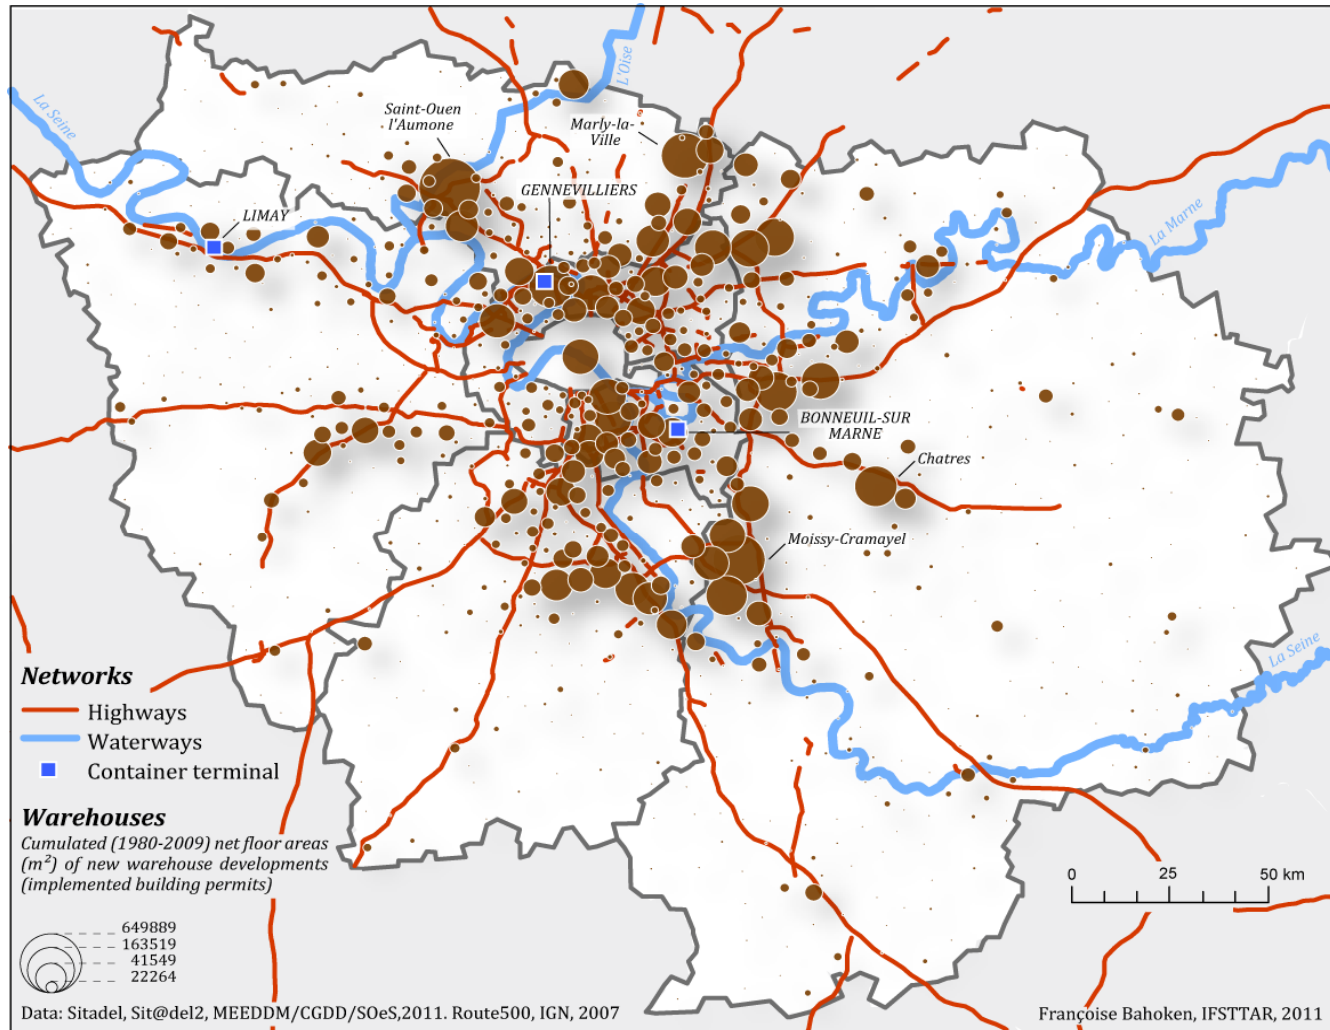 L'Oise
La Seine
Saint-Ouen
l'Aumone
Marly-la-
Ville
GENNEVILLIERS
LIMAY
La Marne
BONNEUIL-SUR
MARNE
Chatres
Moissy-Cramayel
La Seine
Networks
Highways
Waterways
Container terminal
Warehouses
Cumulated (1980-2009) net floor areas
(m²) of new warehouse developments
(implemented building permits)
649889
163519
41549
22264
0 25 50 km
Data: Sitadel, Sit@del2, MEEDDM/CGDD/SOeS,2011. Route500, IGN, 2007
Françoise Bahoken, IFSTTAR, 2011